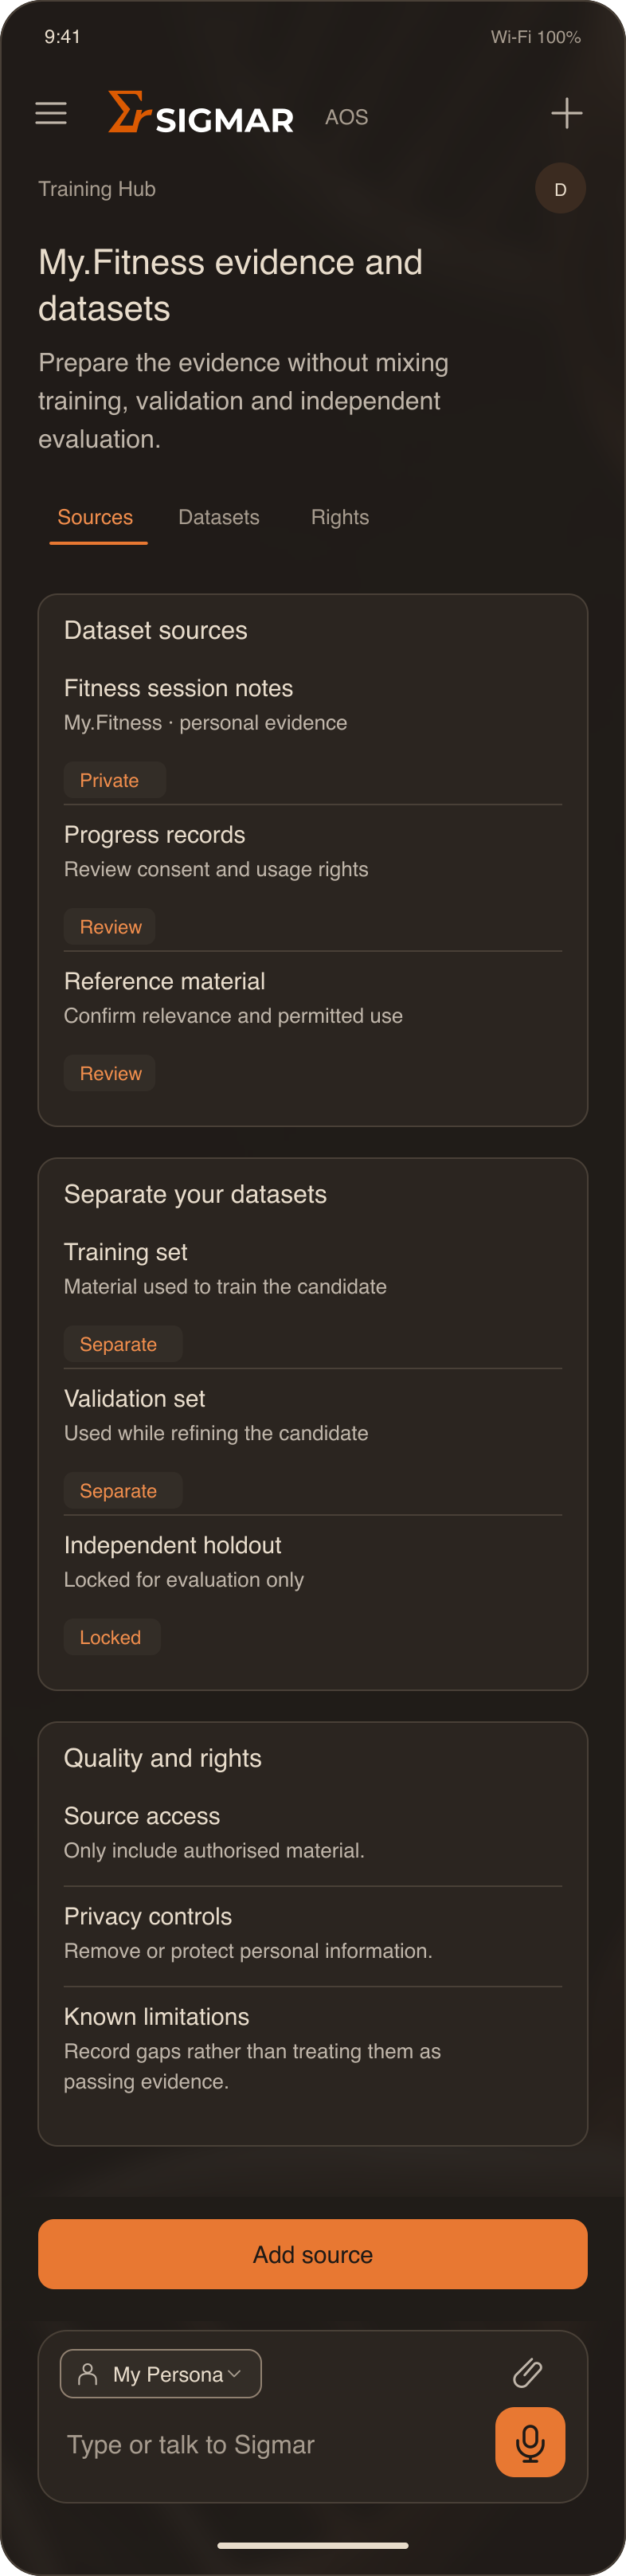 9:41
Wi-Fi 100%
Σr SIGMAR AOS
Training Hub
D
My.Fitness evidence and
datasets
Prepare the evidence without mixing
training, validation and independent
evaluation.
Sources Datasets Rights
Dataset sources
Fitness session notes
My.Fitness · personal evidence
Private
Progress records
Review consent and usage rights
Review
Reference material
Confirm relevance and permitted use
Review
Separate your datasets
Training set
Material used to train the candidate
Separate
Validation set
Used while refining the candidate
Separate
Independent holdout
Locked for evaluation only
Locked
Quality and rights
Source access
Only include authorised material.
Privacy controls
Remove or protect personal information.
Known limitations
Record gaps rather than treating them as
passing evidence.
Add source
My Persona
Type or talk to Sigmar